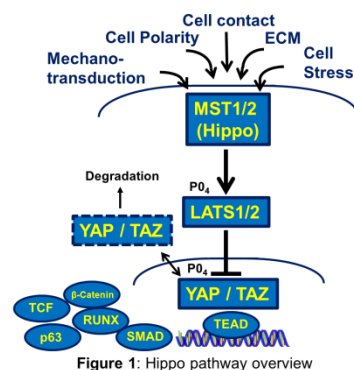 Cell contact
Cell Polarity
ECM
Mechano-
transduction
Cell
Stress
MST1/2
(Hippo)
Degradation
P0₄
LATS1/2
YAP / TAZ
P0₄
YAP / TAZ
β-Catenin
TCF
RUNX
TEAD
p63
SMAD
Figure 1: Hippo pathway overview